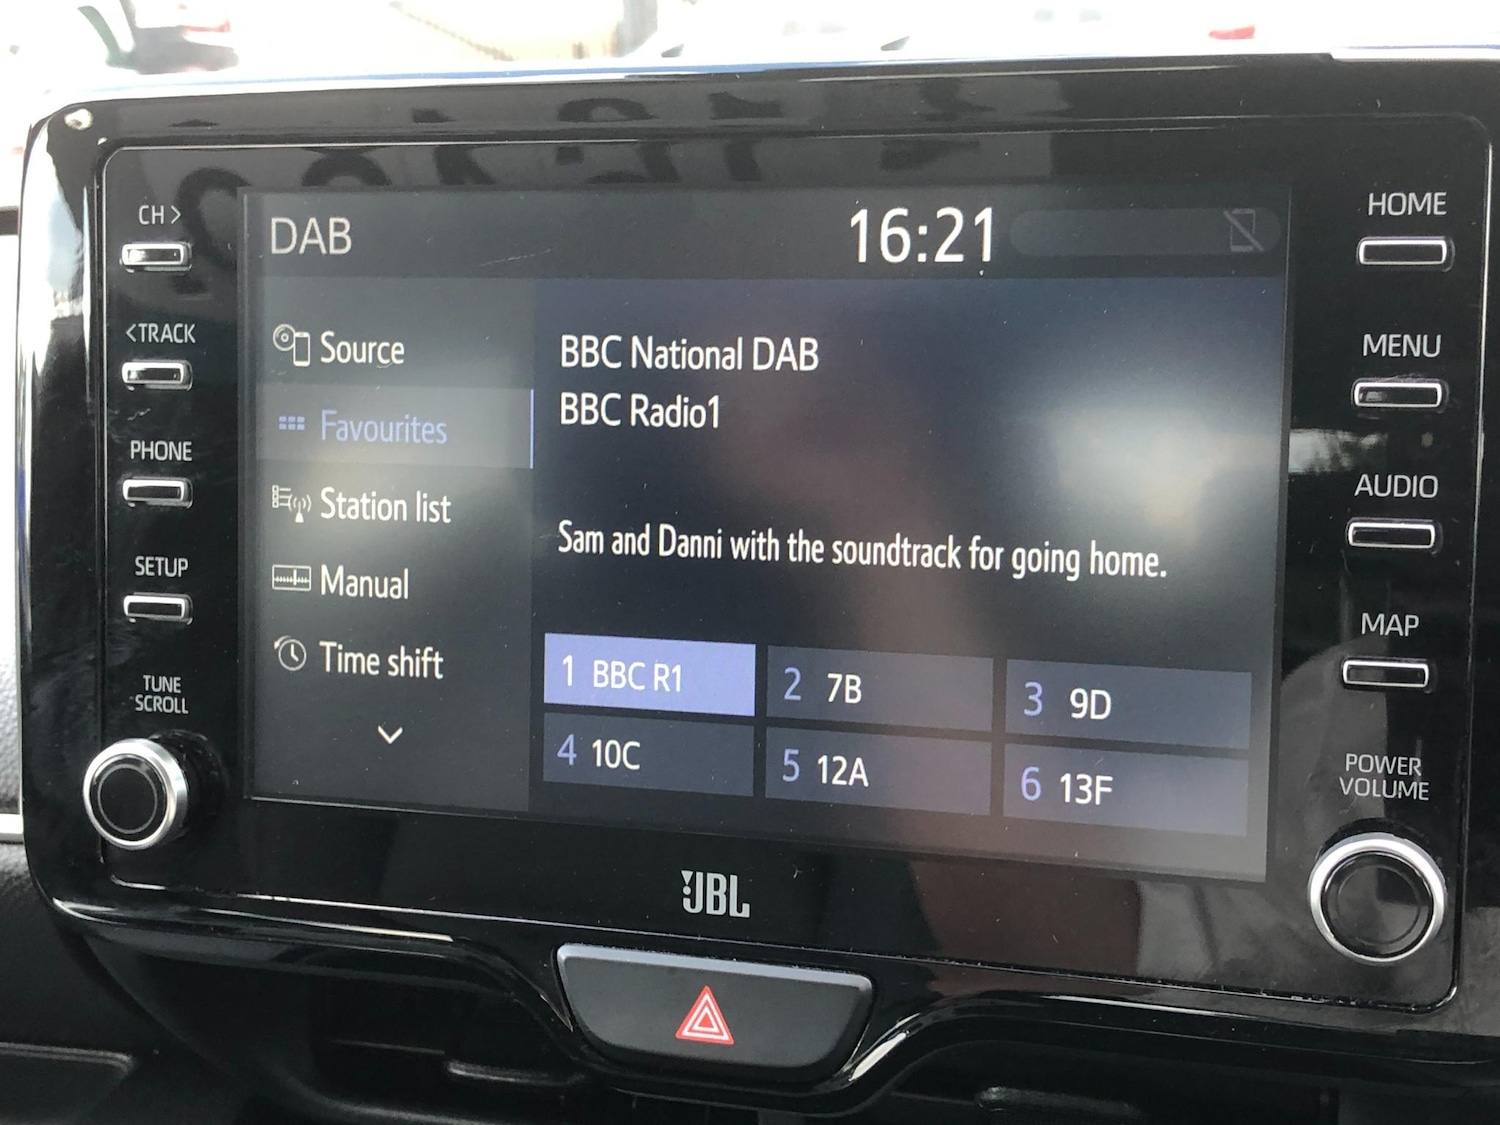 CH>
<TRACK
PHONE
SETUP
TUNE
SCROLL
DAB
16:21
Source
Favourites
Station list
Manual
Time shift
BBC National DAB
BBC Radio1
Sam and Danni with the soundtrack for going home.
1 BBC R1
2 7B
3 9D
4 10C
5 12A
6 13F
HOME
MENU
AUDIO
MAP
POWER
VOLUME
JBL